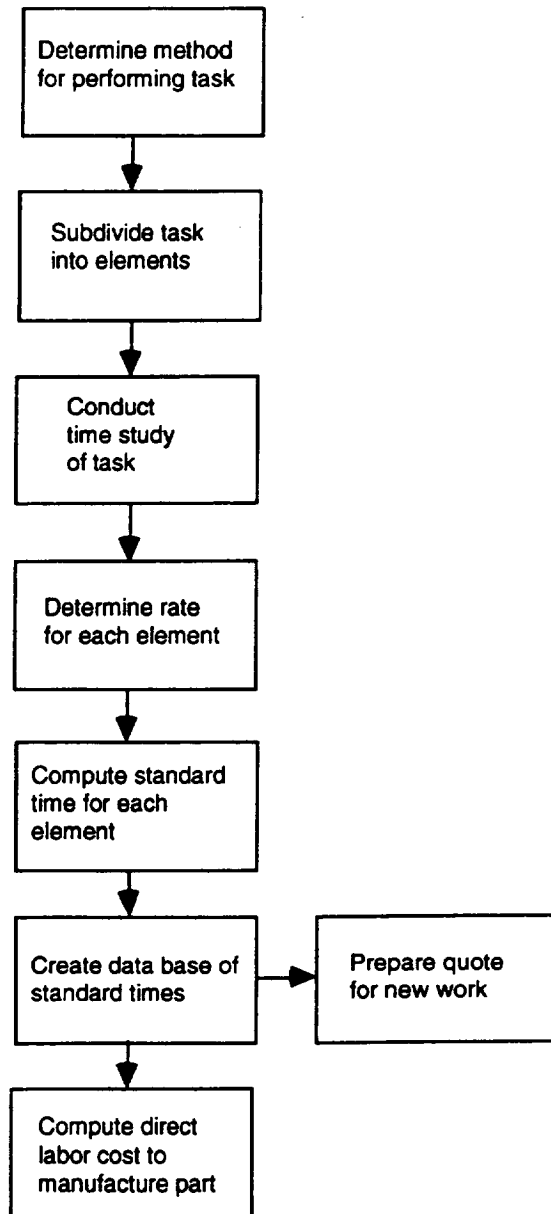 Determine method
for performing task
Subdivide task
into elements
Conduct
time study
of task
Determine rate
for each element
Compute standard
time for each
element
Create data base of
standard times
Prepare quote
for new work
Compute direct
labor cost to
manufacture part